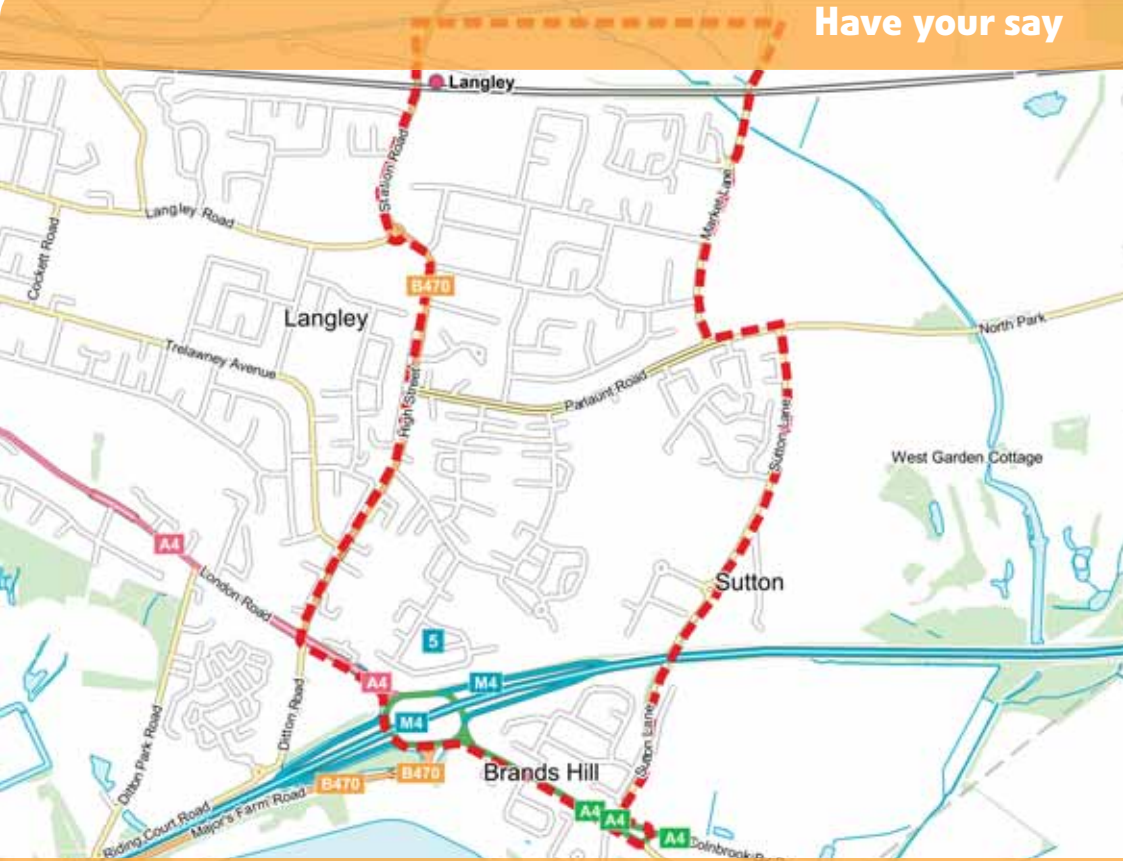 Have your say
Langley
Station Road
Langley Road
Market Lane
Cockett Road
B470
Langley
North Park
Trelawney Avenue
High Street
Parlaunt Road
Sutton Lane
West Garden Cottage
A4
London Road
Sutton
5
A4
M4
M4
Ditton Road
Sutton Lane
Ditton Park Road
B470
B470
Brands Hill
Riding Court Road
Major's Farm Road
A4
A4
A4
Colnbrook